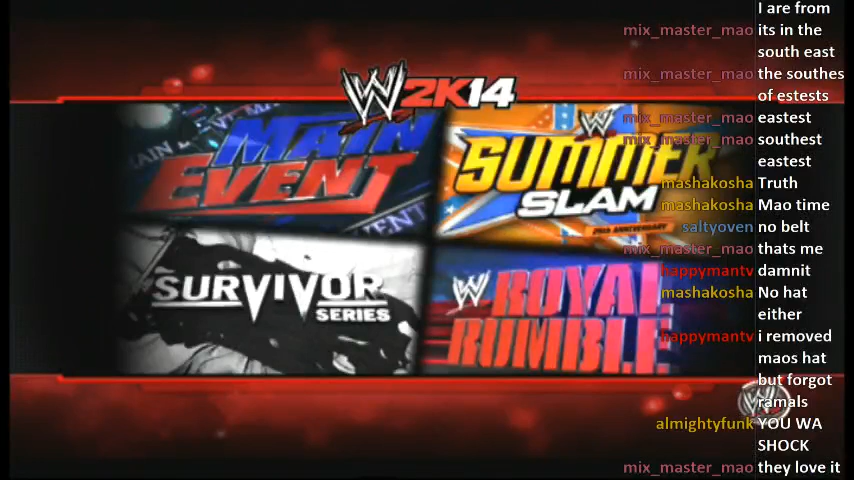 W 2K14
MAIN EVENT
SUMMER
SLAM
25TH ANNIVERSARY
SURVIVOR
SERIES
ROYAL
RUMBLE
I are from
mix_master_mao its in the
south east
mix_master_mao the southes
of estests
mix_master_mao eastest
mix_master_mao southest
eastest
mashakosha Truth
mashakosha Mao time
saltyoven no belt
mix_master_mao thats me
happymantv damnit
mashakosha No hat
either
happymantv i removed
maos hat
but forgot
ramals
almightyfunk YOU WA
SHOCK
mix_master_mao they love it